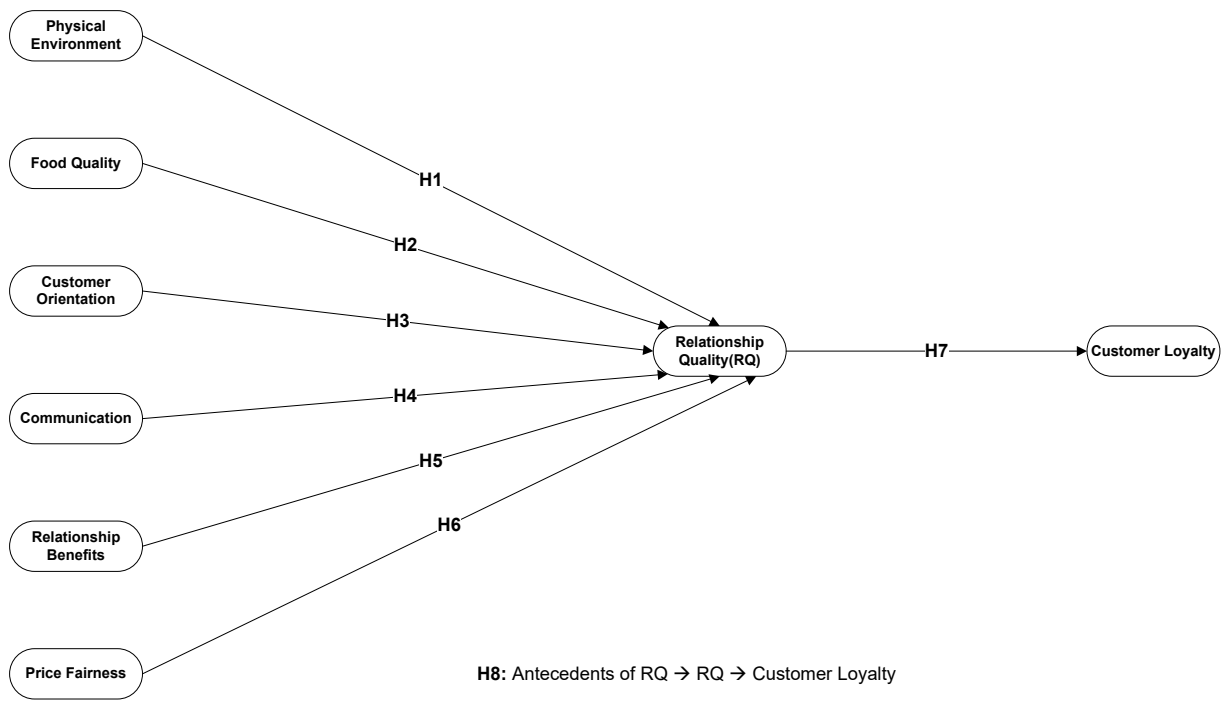 Physical
Environment
H1
Food Quality
H2
Customer
Orientation
H3
Relationship
Quality(RQ)
H7
Customer Loyalty
Communication
H4
Relationship
Benefits
H5
Price Fairness
H6
H8: Antecedents of RQ → RQ → Customer Loyalty